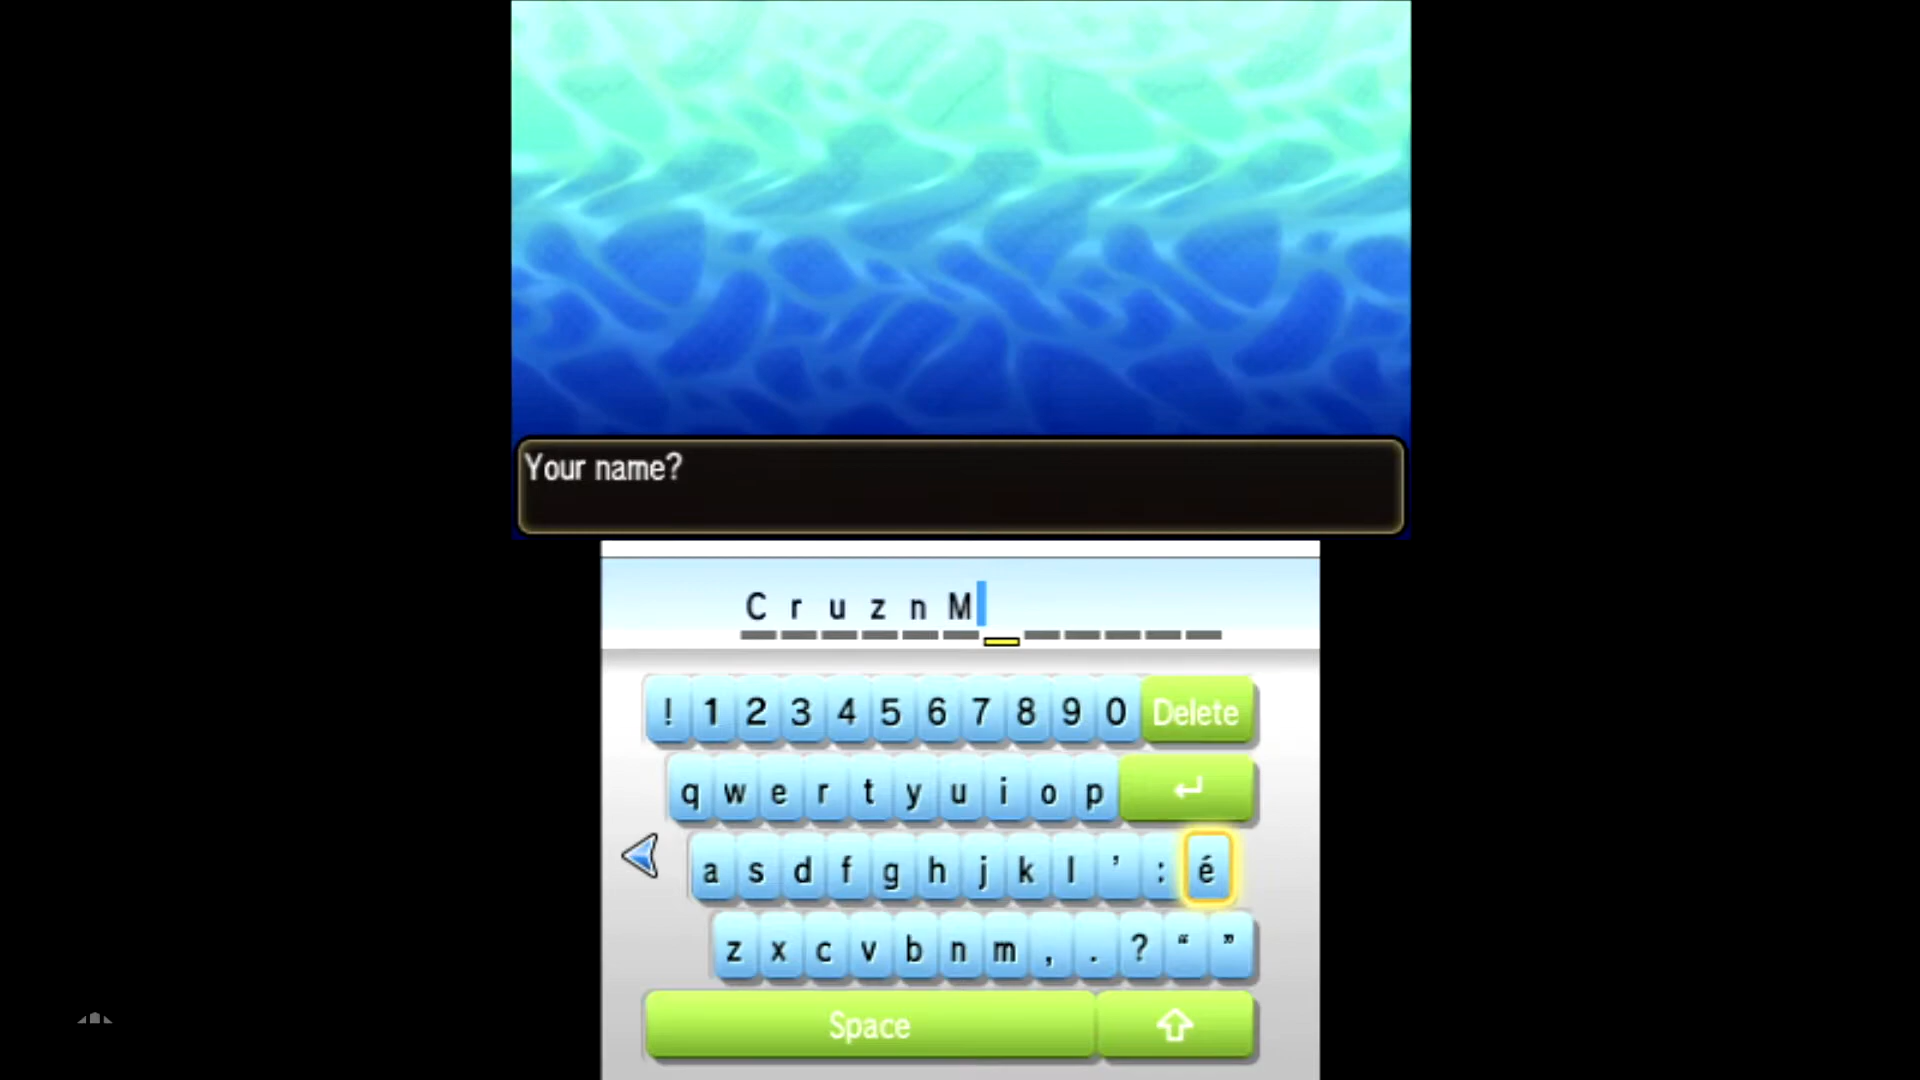 Your name?
CruznM
! 1 2 3 4 5 6 7 8 9 0 Delete
q w e r t y u i o p
a s d f g h j k l ’ : é
z x c v b n m , . ? “ ”
Space